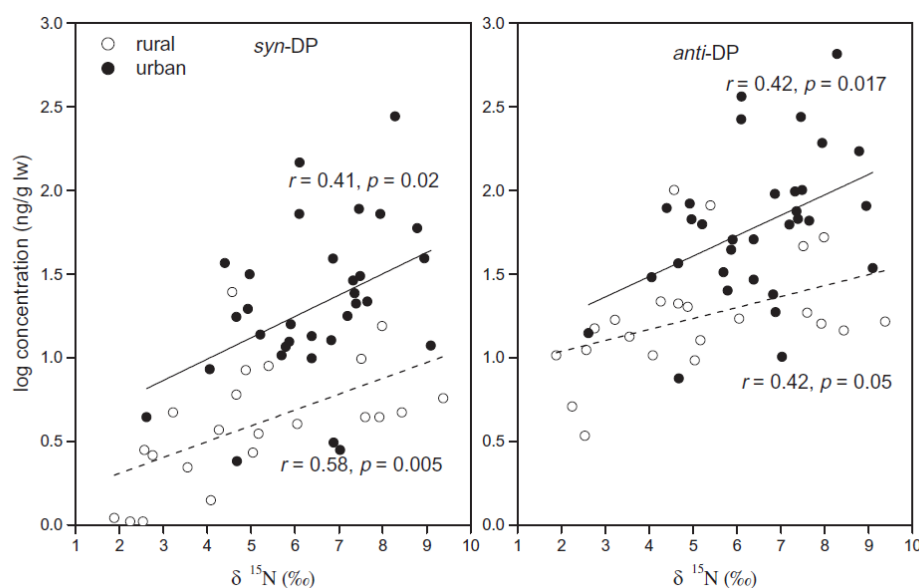 log concentration (ng/g lw)
3.0
2.5
2.0
1.5
1.0
0.5
0.0
rural
urban
syn-DP
r = 0.41, p = 0.02
r = 0.58, p = 0.005
1 2 3 4 5 6 7 8 9 10
δ 15N (‰)
3.0
2.5
2.0
1.5
1.0
0.5
0.0
anti-DP
r = 0.42, p = 0.017
r = 0.42, p = 0.05
1 2 3 4 5 6 7 8 9 10
δ 15N (‰)